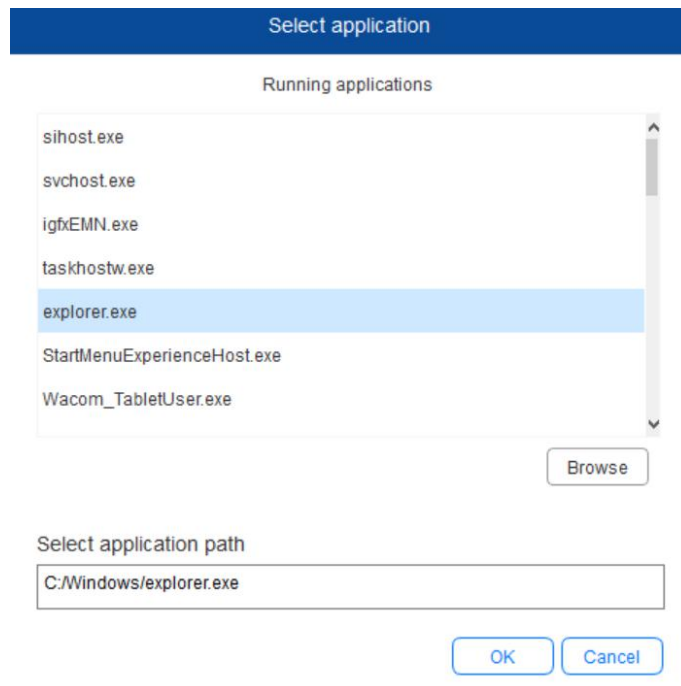 Select application
Running applications
sihost.exe
svchost.exe
igfxEMN.exe
taskhostw.exe
explorer.exe
StartMenuExperienceHost.exe
Wacom_TabletUser.exe
Browse
Select application path
C:/Windows/explorer.exe
OK Cancel